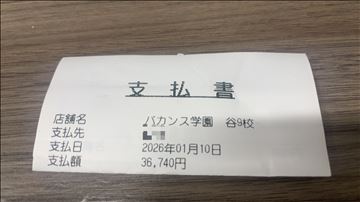 支払書
店舗名 バカンス学園 谷9校
支払先
支払日 2026年01月10日
支払額 36,740円